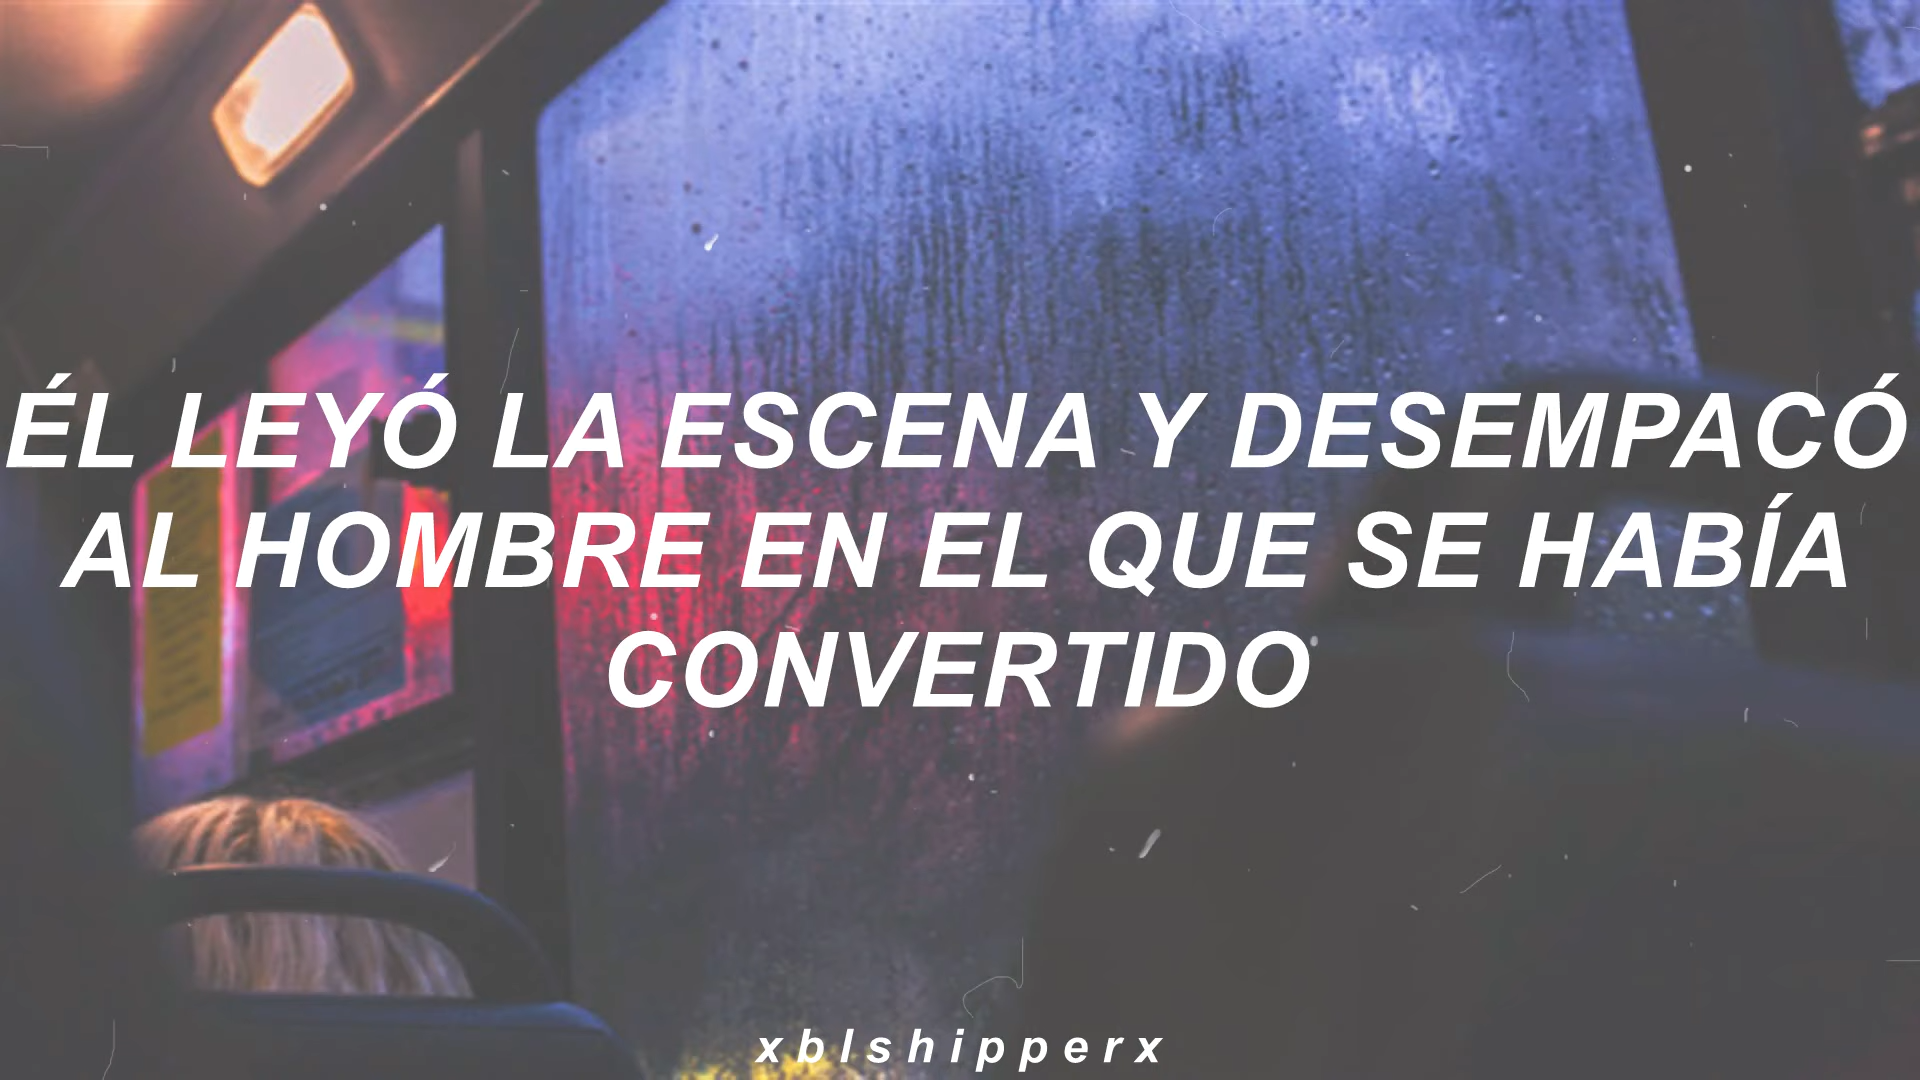 ÉL LEYÓ LA ESCENA Y DESEMPACÓ
AL HOMBRE EN EL QUE SE HABÍA
CONVERTIDO
xblshipperx